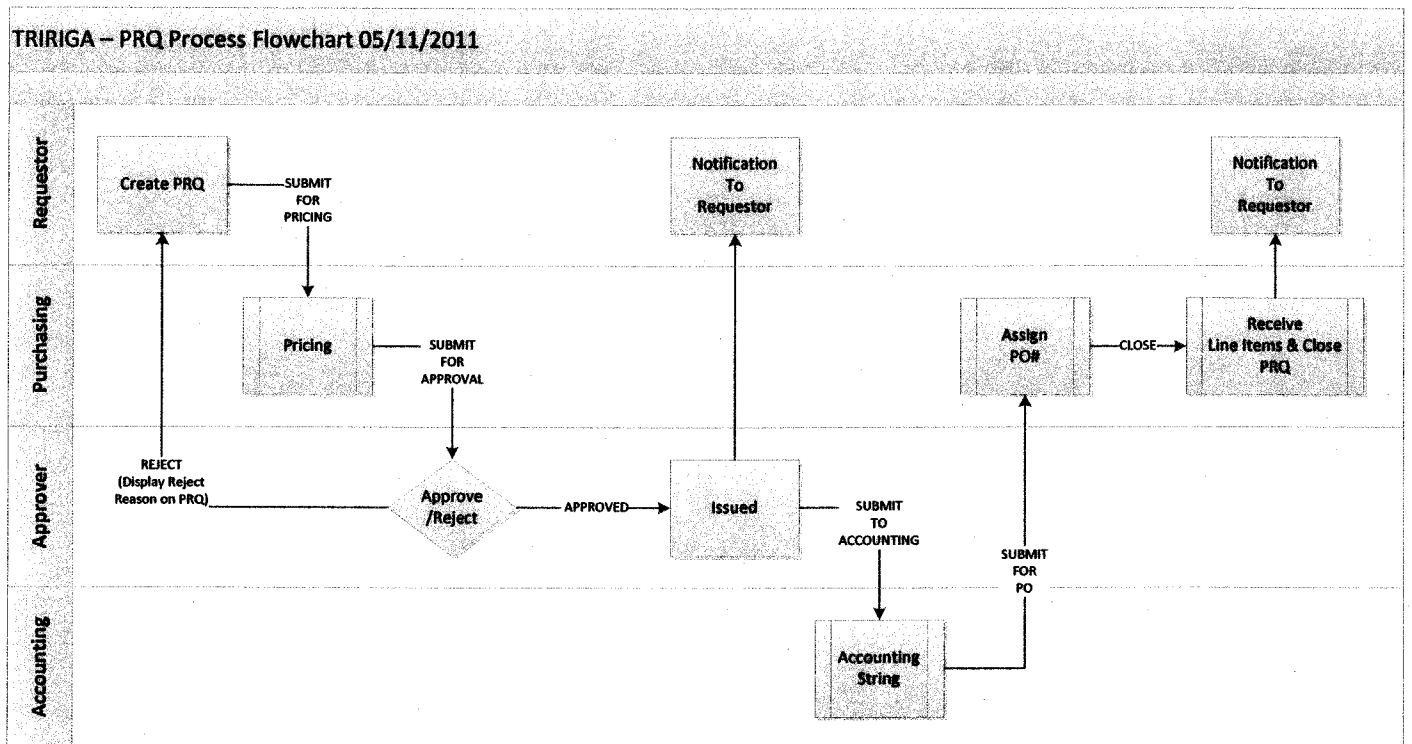 TRIRIGA – PRQ Process Flowchart 05/11/2011
Requestor
Create PRQ
SUBMIT
FOR
PRICING
Notification
To
Requestor
Notification
To
Requestor
Purchasing
Pricing
SUBMIT
FOR
APPROVAL
Assign
PO#
CLOSE
Receive
Line Items & Close
PRQ
Approver
REJECT
(Display Reject
Reason on PRQ)
Approve
/Reject
APPROVED
Issued
SUBMIT
TO
ACCOUNTING
SUBMIT
FOR
PO
Accounting
Accounting
String